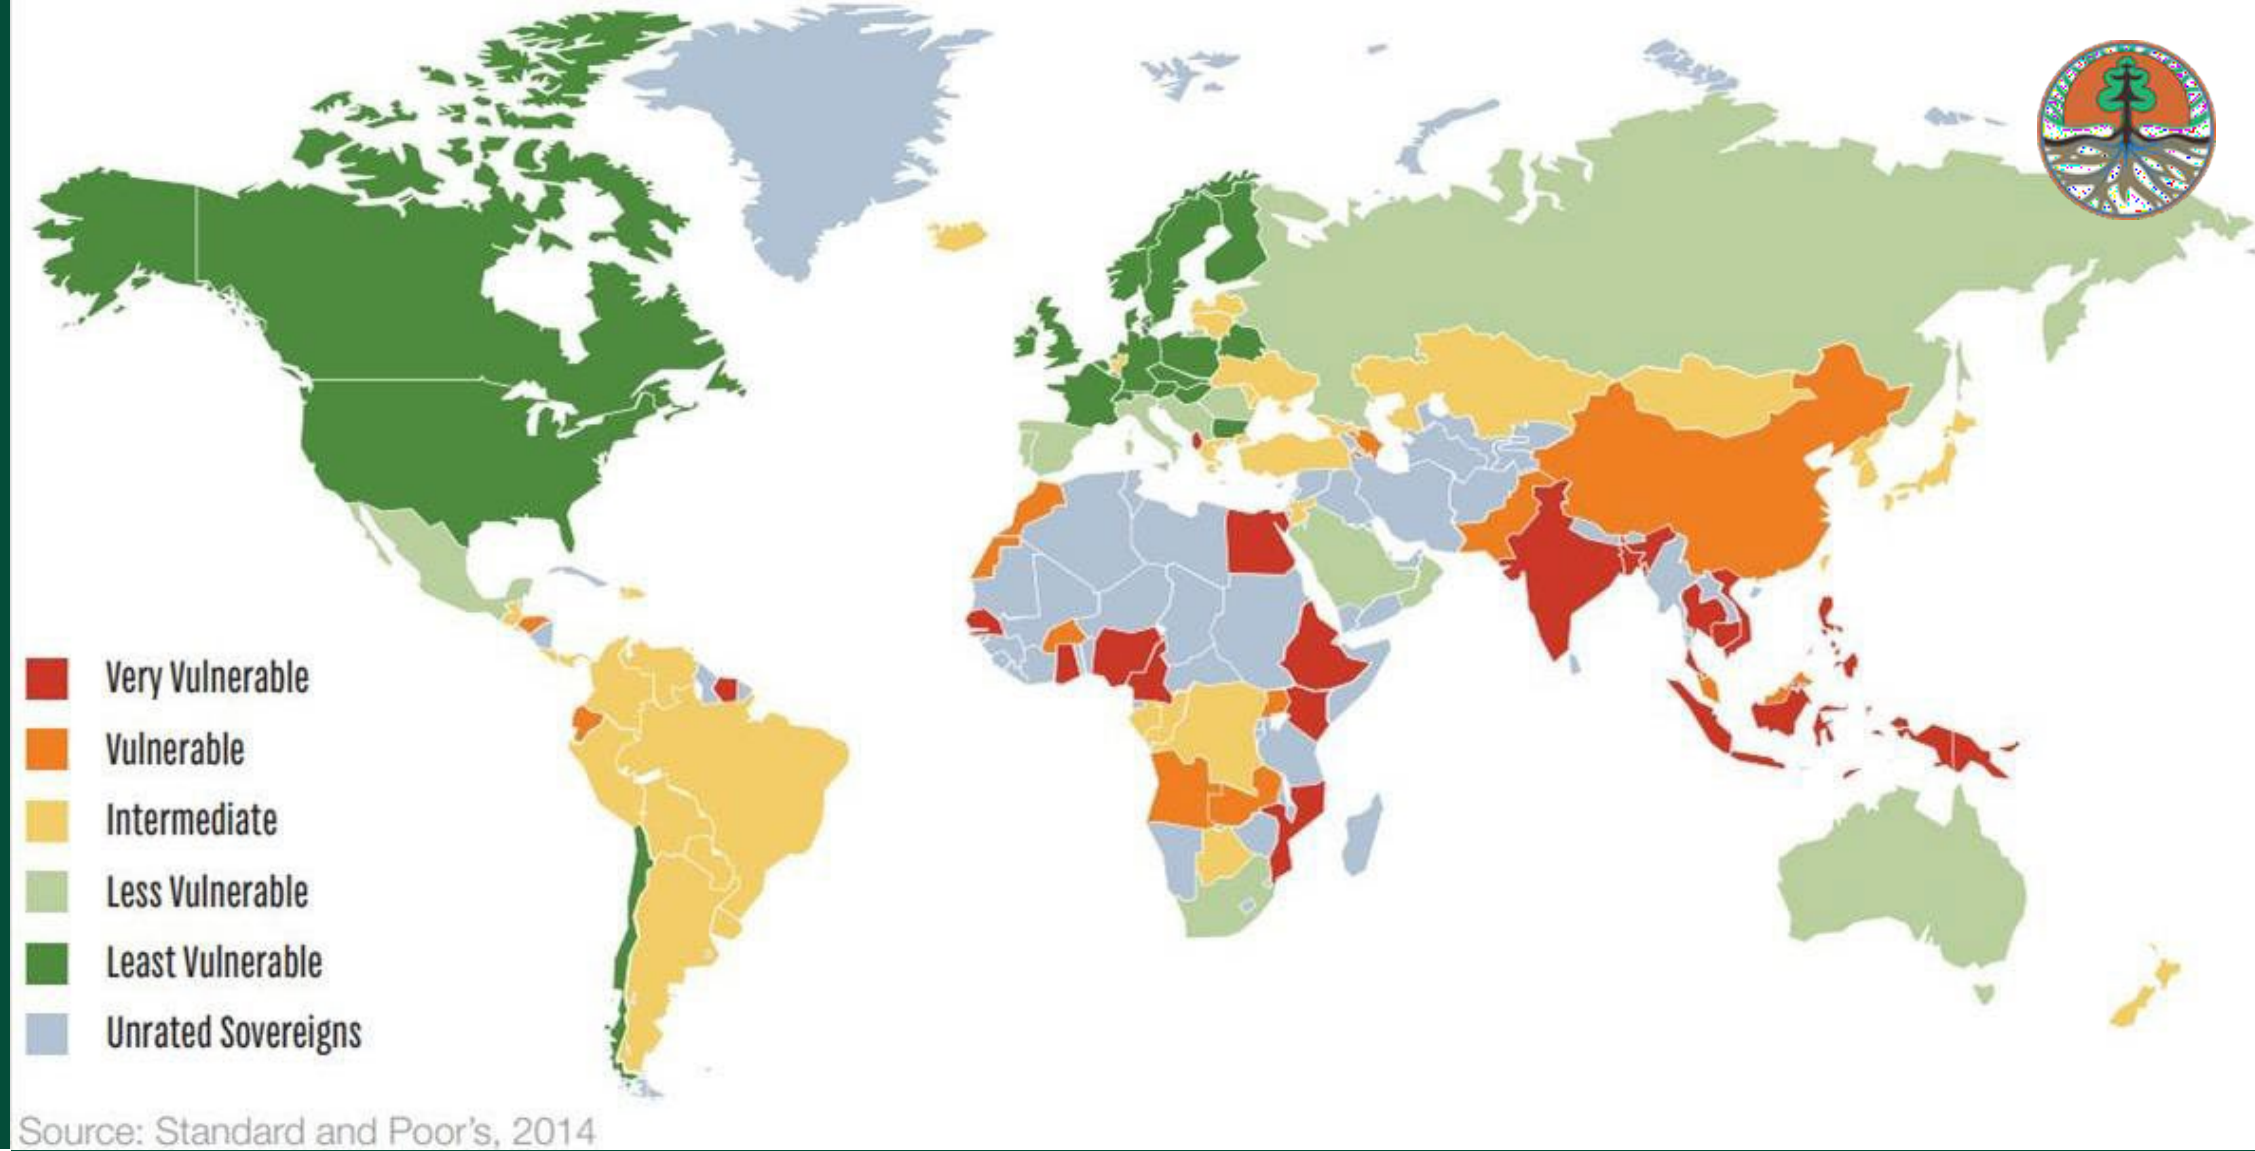 Very Vulnerable
Vulnerable
Intermediate
Less Vulnerable
Least Vulnerable
Unrated Sovereigns
Source: Standard and Poor's, 2014